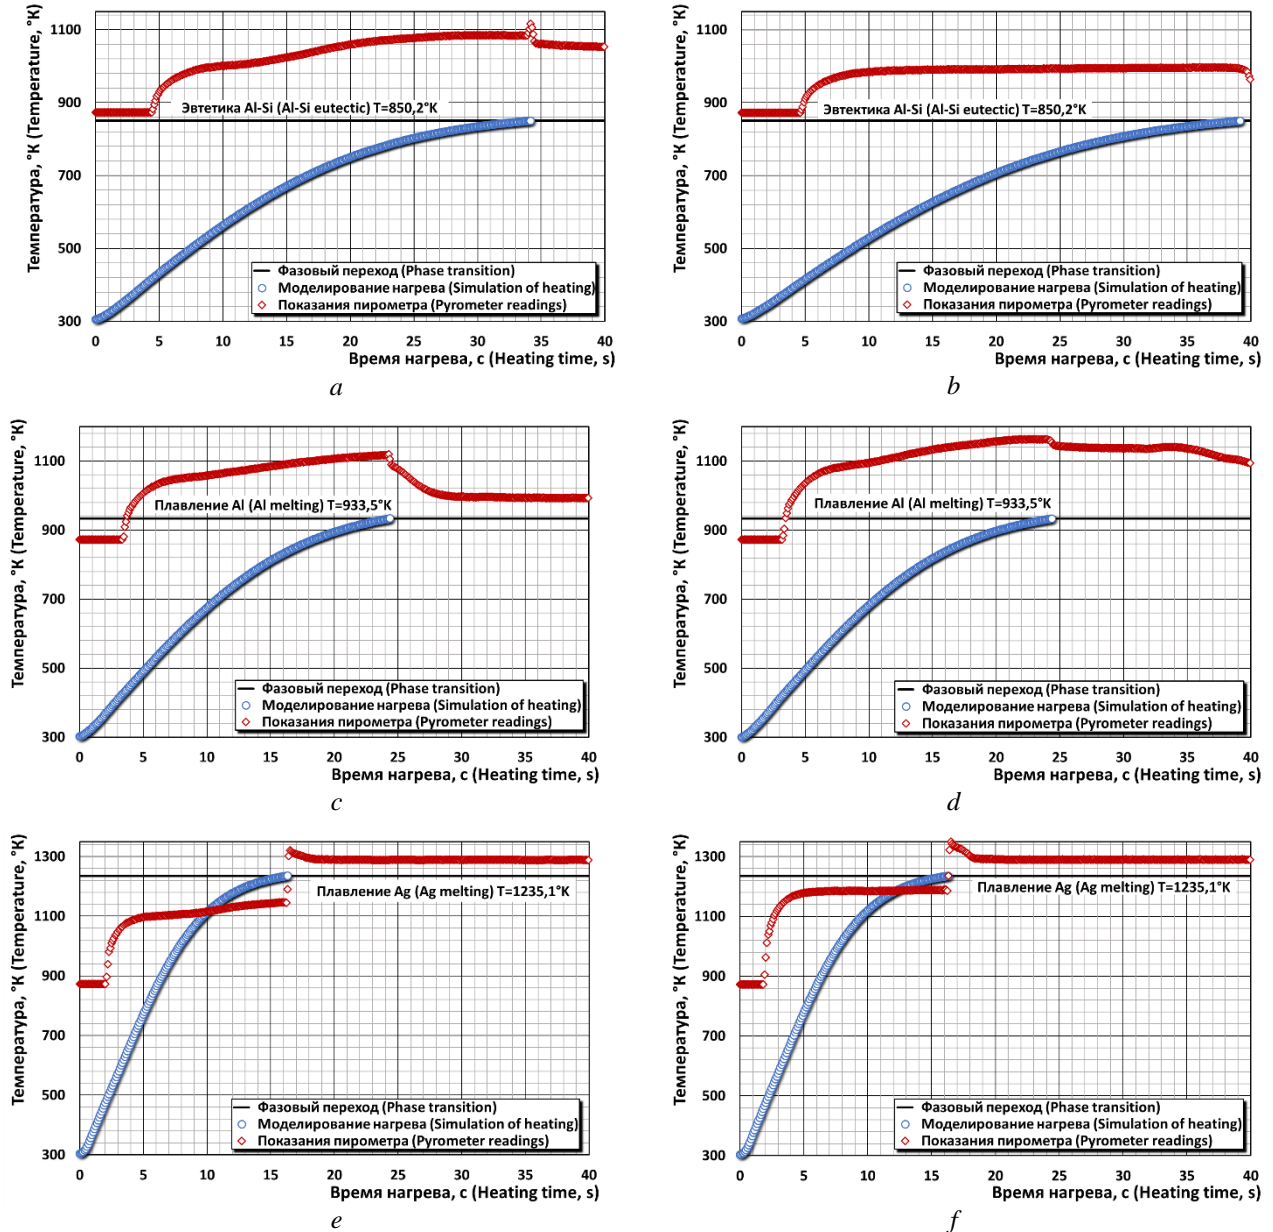 Температура, °К (Temperature, °К)
1100
900
700
500
300
Эвтетика Al-Si (Al-Si eutectic) T=850,2°K
Фазовый переход (Phase transition)
Моделирование нагрева (Simulation of heating)
Показания пирометра (Pyrometer readings)
0 5 10 15 20 25 30 35 40
Время нагрева, с (Heating time, s)
a
Температура, °К (Temperature, °К)
1100
900
700
500
300
Эвтектика Al-Si (Al-Si eutectic) T=850,2°K
Фазовый переход (Phase transition)
Моделирование нагрева (Simulation of heating)
Показания пирометра (Pyrometer readings)
0 5 10 15 20 25 30 35 40
Время нагрева, с (Heating time, s)
b
Температура, °К (Temperature, °К)
1100
900
700
500
300
Плавление Al (Al melting) T=933,5°K
Фазовый переход (Phase transition)
Моделирование нагрева (Simulation of heating)
Показания пирометра (Pyrometer readings)
0 5 10 15 20 25 30 35 40
Время нагрева, с (Heating time, s)
c
Температура, °К (Temperature, °К)
1100
900
700
500
300
Плавление Al (Al melting) T=933,5°K
Фазовый переход (Phase transition)
Моделирование нагрева (Simulation of heating)
Показания пирометра (Pyrometer readings)
0 5 10 15 20 25 30 35 40
Время нагрева, с (Heating time, s)
d
Температура, °К (Temperature, °К)
1300
1100
900
700
500
300
Плавление Ag (Ag melting) T=1235,1°K
Фазовый переход (Phase transition)
Моделирование нагрева (Simulation of heating)
Показания пирометра (Pyrometer readings)
0 5 10 15 20 25 30 35 40
Время нагрева, с (Heating time, s)
e
Температура, °К (Temperature, °К)
1300
1100
900
700
500
300
Плавление Ag (Ag melting) T=1235,1°K
Фазовый переход (Phase transition)
Моделирование нагрева (Simulation of heating)
Показания пирометра (Pyrometer readings)
0 5 10 15 20 25 30 35 40
Время нагрева, с (Heating time, s)
f